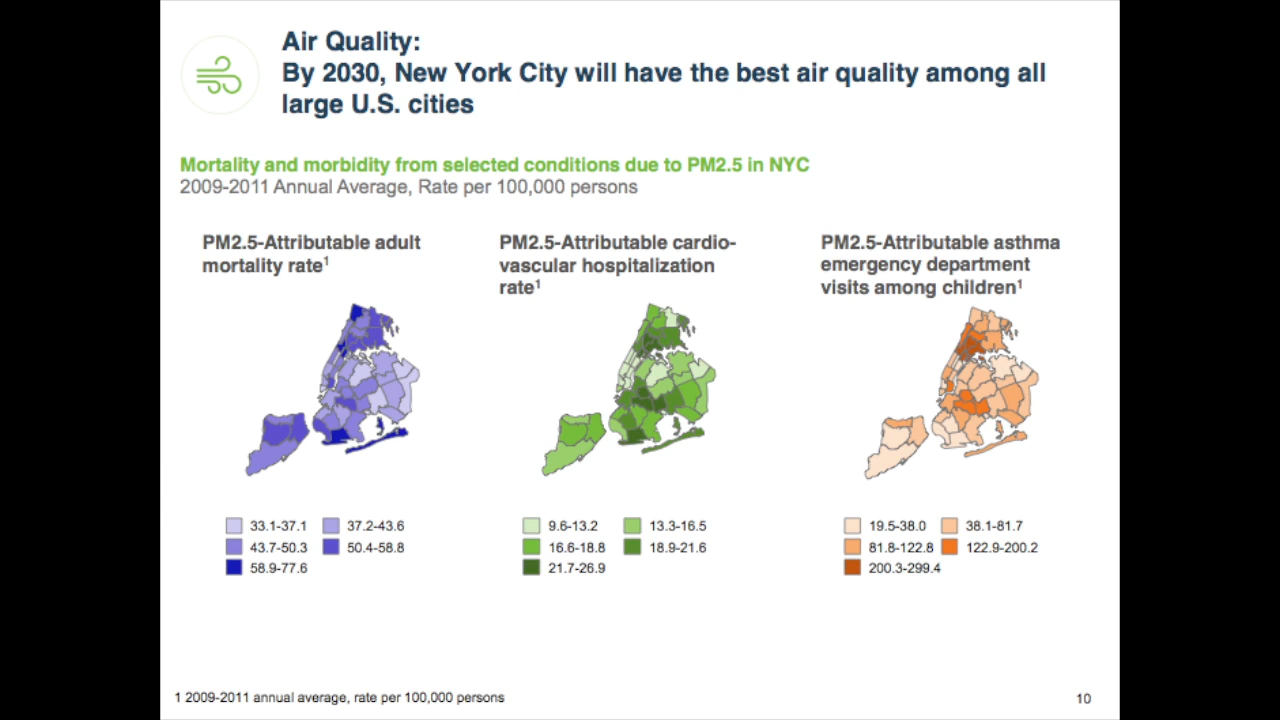 Air Quality:
By 2030, New York City will have the best air quality among all
large U.S. cities
Mortality and morbidity from selected conditions due to PM2.5 in NYC
2009-2011 Annual Average, Rate per 100,000 persons
PM2.5-Attributable adult
mortality rate¹
PM2.5-Attributable cardio-
vascular hospitalization
rate¹
PM2.5-Attributable asthma
emergency department
visits among children¹
33.1-37.1
37.2-43.6
43.7-50.3
50.4-58.8
58.9-77.6
9.6-13.2
13.3-16.5
16.6-18.8
18.9-21.6
21.7-26.9
19.5-38.0
38.1-81.7
81.8-122.8
122.9-200.2
200.3-299.4
1 2009-2011 annual average, rate per 100,000 persons
10